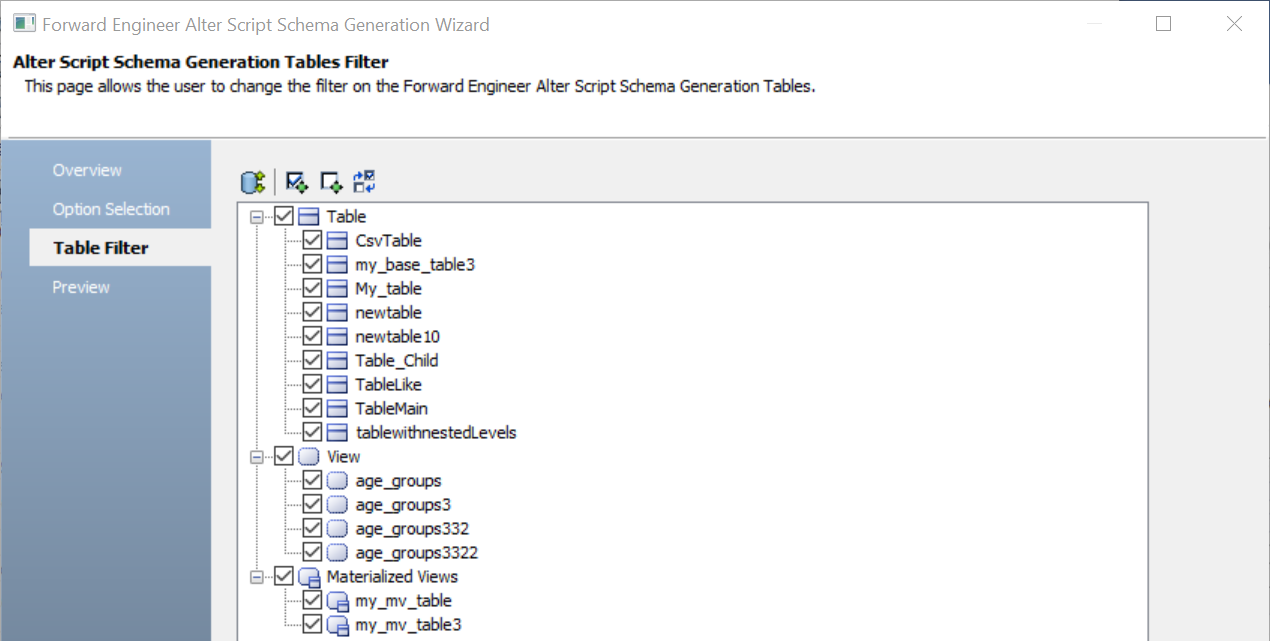 Forward Engineer Alter Script Schema Generation Wizard
Alter Script Schema Generation Tables Filter
This page allows the user to change the filter on the Forward Engineer Alter Script Schema Generation Tables.
Overview
Option Selection
Table Filter
Preview
Table
CsvTable
my_base_table3
My_table
newtable
newtable10
Table_Child
TableLike
TableMain
tablewithnestedLevels
View
age_groups
age_groups3
age_groups332
age_groups3322
Materialized Views
my_mv_table
my_mv_table3